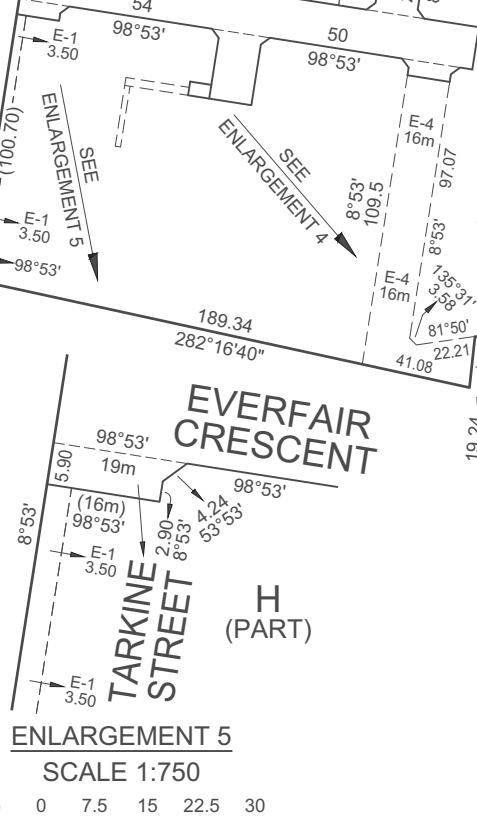 54
98°53'
50
98°53'
E-1
3.50
E-4
16m
(100.70)
SEE
ENLARGEMENT 5
SEE
ENLARGEMENT 4
8°53'
109.5
97.07
8°53'
E-1
3.50
98°53'
E-4
16m
135°31'
3.58
81°50'
22.21
41.08
189.34
282°16'40"
19.24
EVERFAIR
CRESCENT
98°53'
19m
5.90
98°53'
(16m)
98°53'
4.24
53°53'
2.90
8°53'
8°53'
E-1
3.50
TARKINE
STREET
H
(PART)
E-1
3.50
ENLARGEMENT 5
SCALE 1:750
0 7.5 15 22.5 30